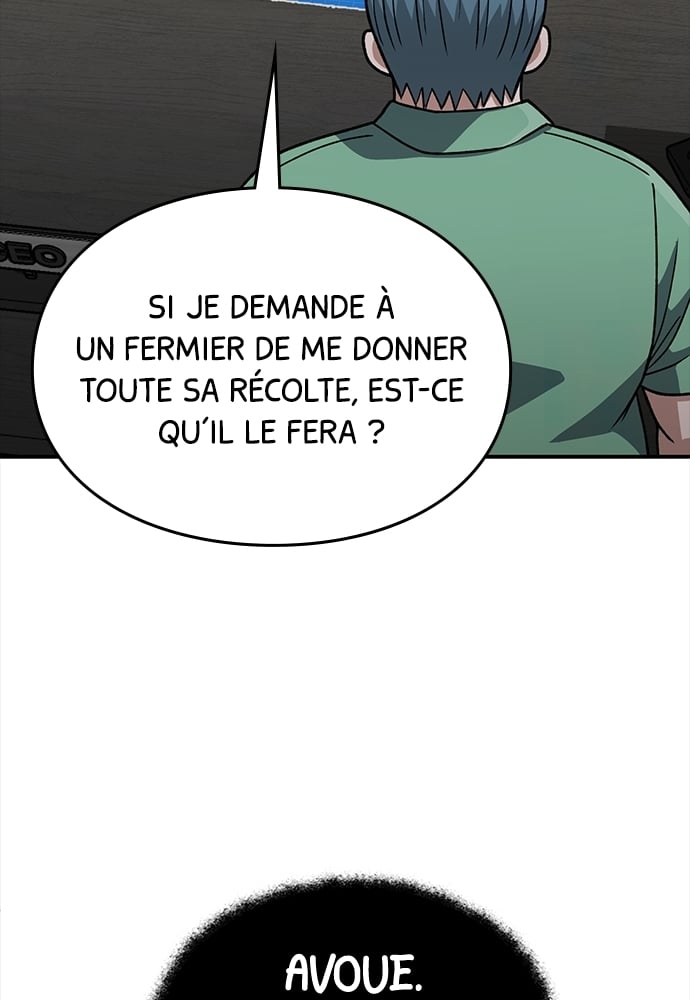 SI JE DEMANDE À
UN FERMIER DE ME DONNER
TOUTE SA RÉCOLTE, EST-CE
QU'IL LE FERA ?
AVOUE.